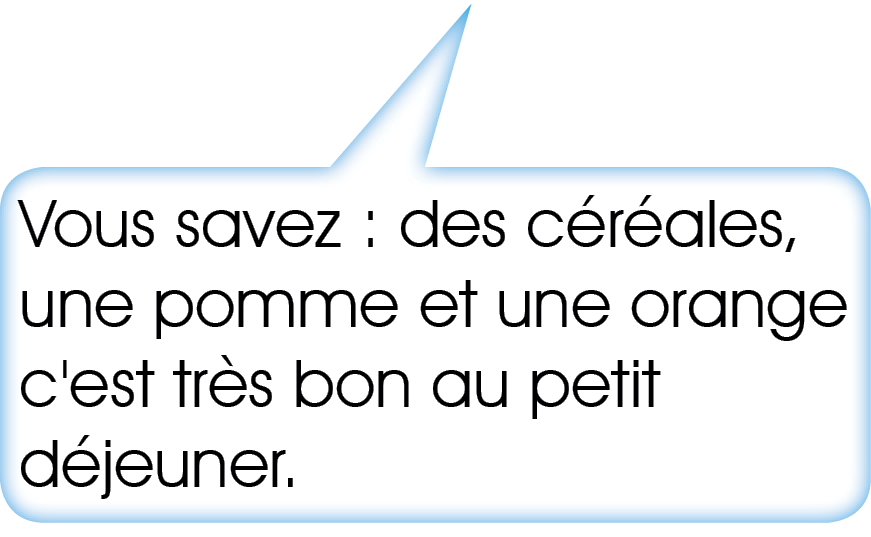 Vous savez : des céréales,
une pomme et une orange
c'est très bon au petit
déjeuner.